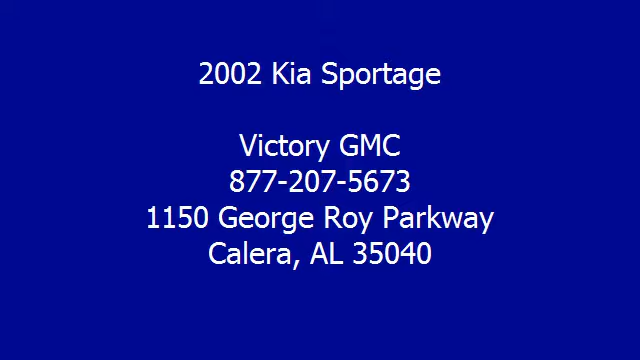 2002 Kia Sportage
Victory GMC
877-207-5673
1150 George Roy Parkway
Calera, AL 35040